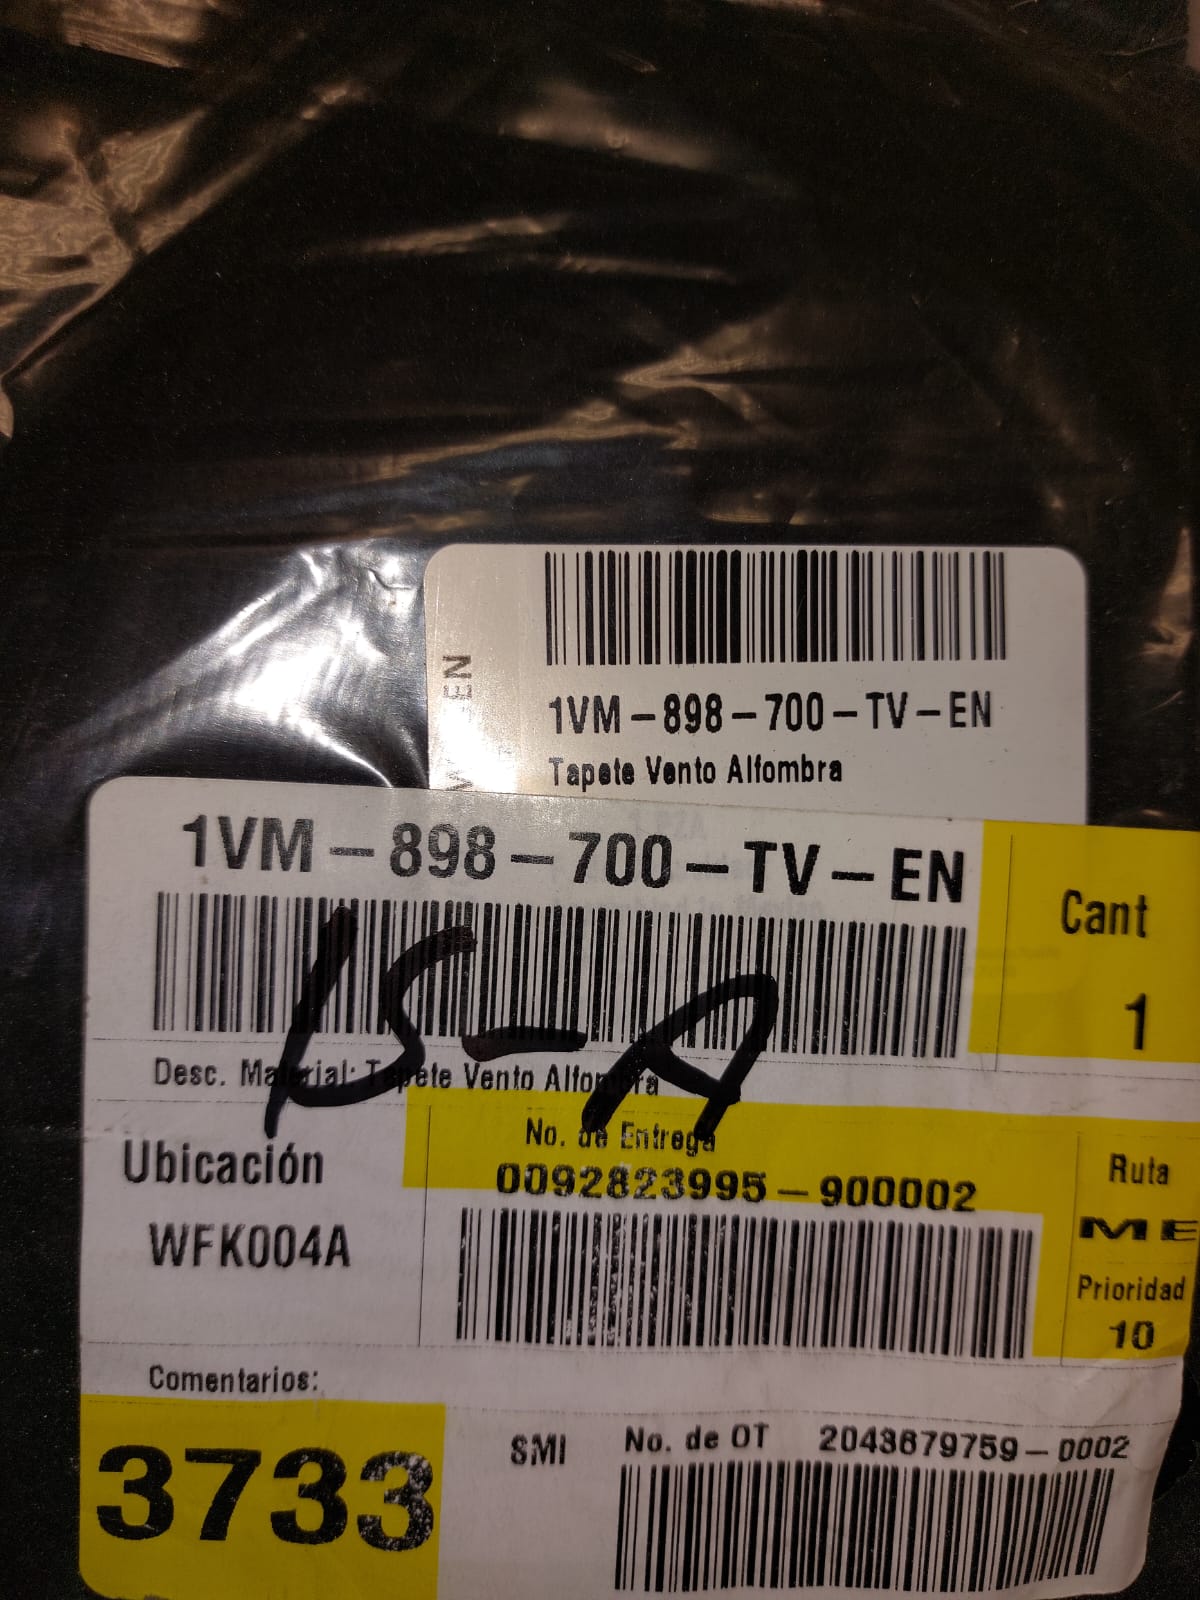 1VM-898-700-TV-EN
Tapete Vento Alfombra
1VM-898-700-TV-EN
Cant
1
15-A
Desc. Material: Tapete Vento Alfombra
No. de Entrega
0092823995-900002
Ubicación
WFK004A
Ruta
ME
Prioridad
10
Comentarios:
3733
SMI
No. de OT 2043679759-0002